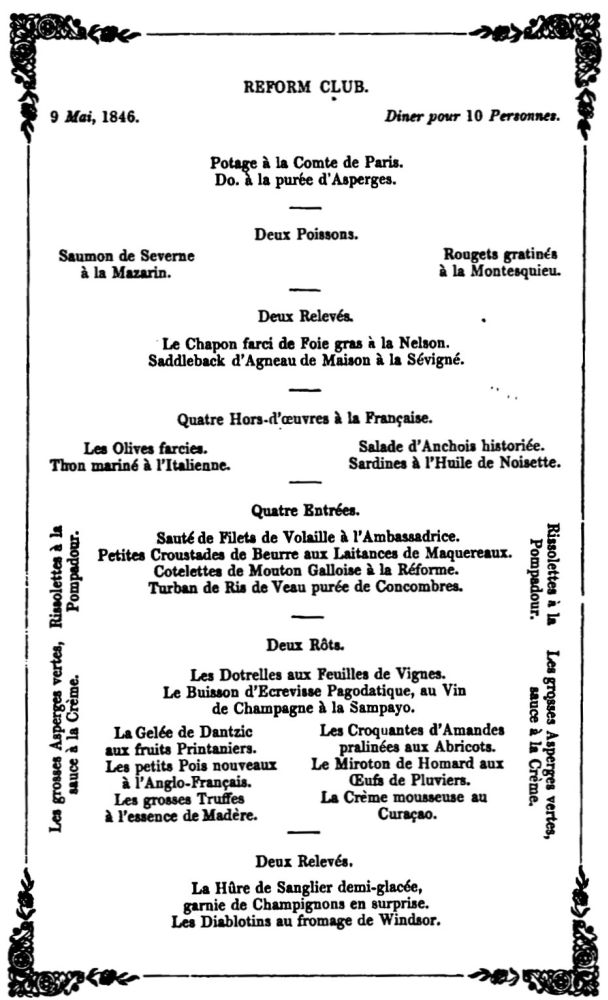 REFORM CLUB.
9 Mai, 1846.
Diner pour 10 Personnes.
Potage à la Comte de Paris.
Do. à la purée d'Asperges.
Deux Poissons.
Saumon de Severne
à la Mazarin.
Rougets gratinés
à la Montesquieu.
Deux Relevés.
Le Chapon farci de Foie gras à la Nelson.
Saddleback d'Agneau de Maison à la Sévigné.
Quatre Hors-d'œuvres à la Française.
Les Olives farcies.
Thon mariné à l'Italienne.
Salade d'Anchois historiée.
Sardines à l'Huile de Noisette.
Quatre Entrées.
Sauté de Filets de Volaille à l'Ambassadrice.
Petites Croustades de Beurre aux Laitances de Maquereaux.
Cotelettes de Mouton Galloise à la Réforme.
Turban de Ris de Veau purée de Concombres.
Rissolettes à la
Pompadour.
Rissolettes à la
Pompadour.
Deux Rôts.
Les Dotrelles aux Feuilles de Vignes.
Le Buisson d'Ecrevisse Pagodatique, au Vin
de Champagne à la Sampayo.
Les grosses Asperges vertes,
sauce à la Crème.
La Gelée de Dantzic
aux fruits Printaniers.
Les petits Pois nouveaux
à l'Anglo-Français.
Les grosses Truffes
à l'essence de Madère.
Les Croquantes d'Amandes
pralinées aux Abricots.
Le Miroton de Homard aux
Œufs de Pluviers.
La Crème mousseuse au
Curaçao.
Les grosses Asperges vertes,
sauce à la Crème.
Deux Relevés.
La Hûre de Sanglier demi-glacée,
garnie de Champignons en surprise.
Les Diablotins au fromage de Windsor.